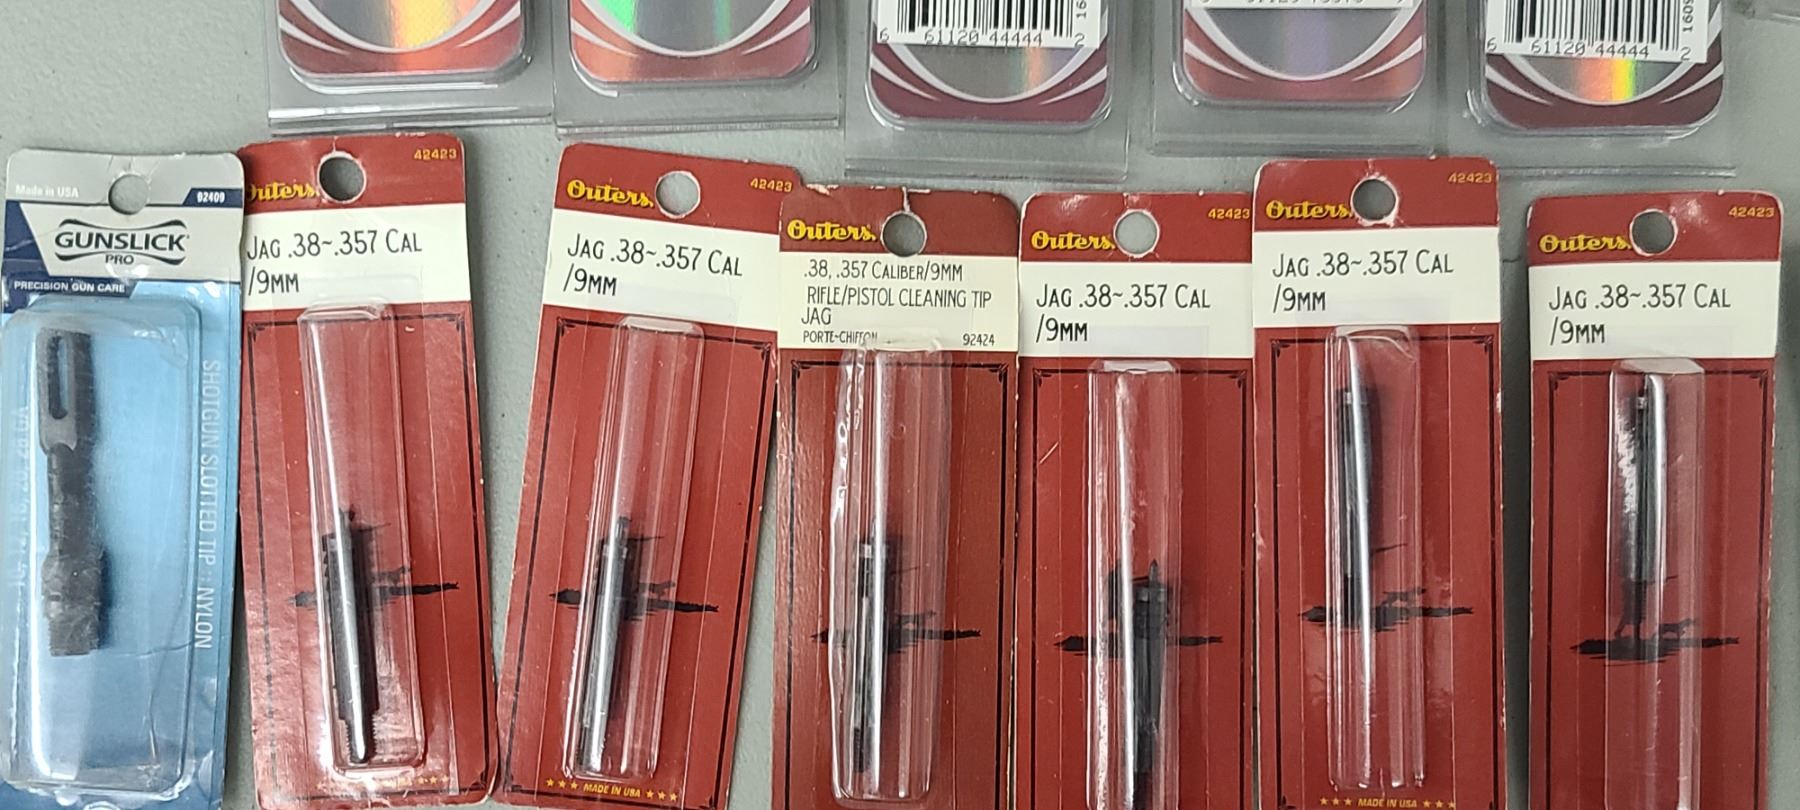 6 61120 44444 2
6 61120 44444 2
Made in USA
92409
GUNSLICK
PRO
PRECISION GUN CARE
SHOTGUN SLOTTED TIP : NYLON
42423
Outers
JAG .38~.357 CAL
/9MM
42423
Outers
JAG .38~.357 CAL
/9MM
★ ★ ★ MADE IN USA ★ ★ ★
Outers
.38, .357 CALIBER/9MM
RIFLE/PISTOL CLEANING TIP
JAG
PORTE-CHIFFON 92424
42423
Outers
JAG .38~.357 CAL
/9MM
42423
Outers
JAG .38~.357 CAL
/9MM
★ ★ ★ MADE IN USA ★ ★ ★
42423
Outers
JAG .38~.357 CAL
/9MM